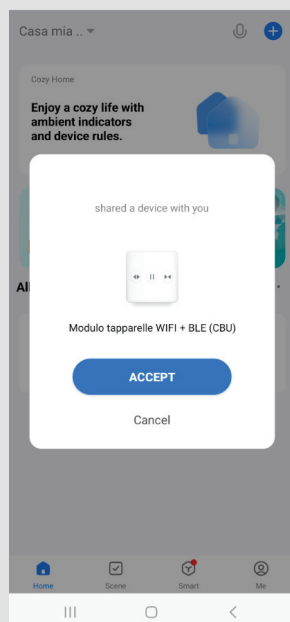 Casa mia ..
Cozy Home
Enjoy a cozy life with
ambient indicators
and device rules.
shared a device with you
Al
Modulo tapparelle WIFI + BLE (CBU)
ACCEPT
Cancel
Home
Scene
Smart
Me